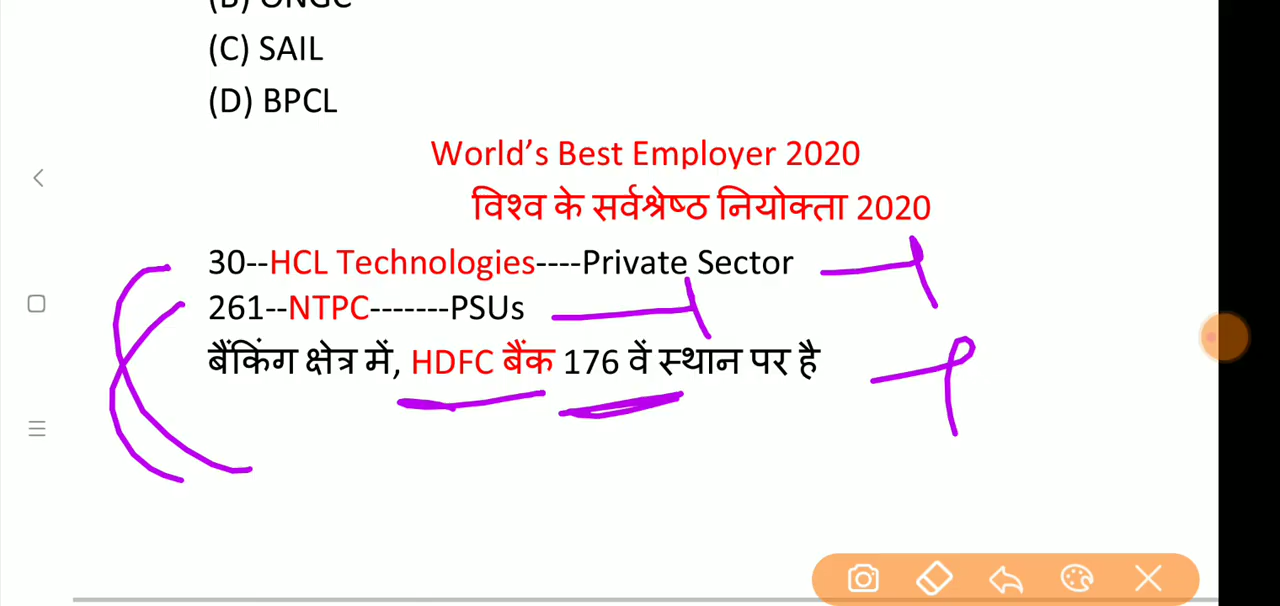 (B) ONGC
(C) SAIL
(D) BPCL
World's Best Employer 2020
विश्व के सर्वश्रेष्ठ नियोक्ता 2020
30--HCL Technologies----Private Sector
261--NTPC-------PSUs
बैंकिंग क्षेत्र में, HDFC बैंक 176 वें स्थान पर है